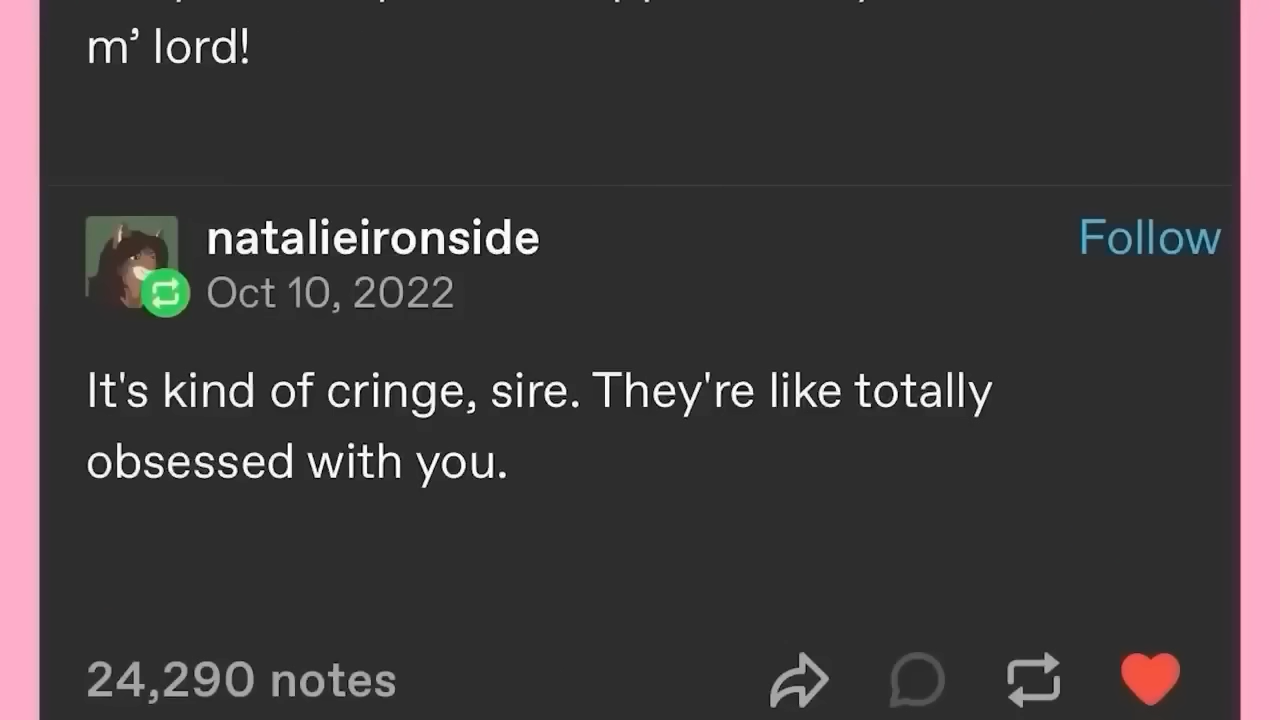 m’ lord!
natalieironside
Follow
Oct 10, 2022
It's kind of cringe, sire. They're like totally
obsessed with you.
24,290 notes